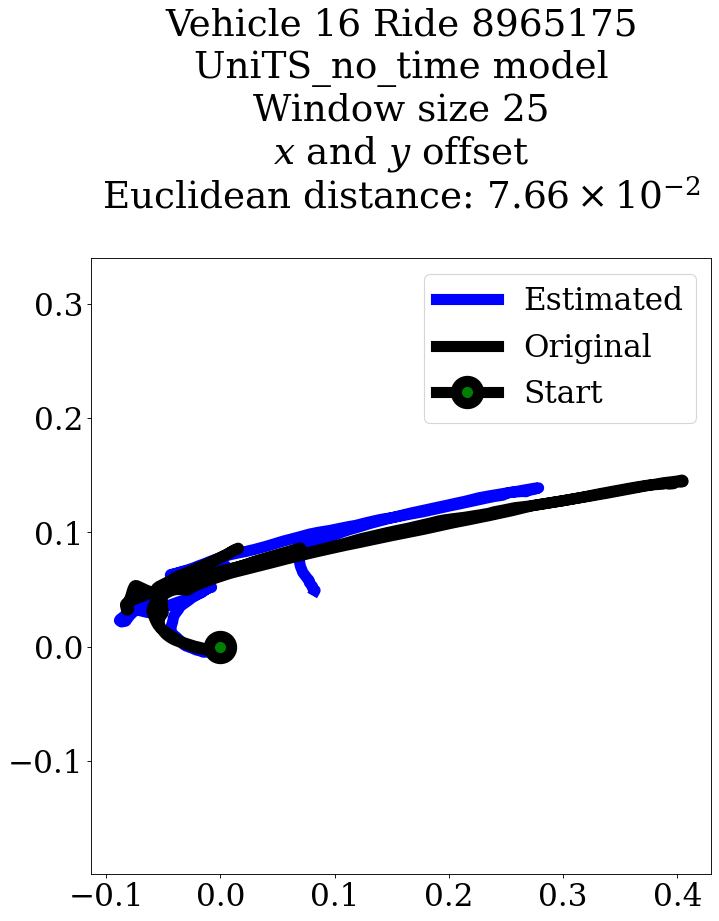 Vehicle 16 Ride 8965175
UniTS_no_time model
Window size 25
x and y offset
Euclidean distance: 7.66 × 10⁻²
Estimated
Original
Start
0.3
0.2
0.1
0.0
−0.1
−0.1 0.0 0.1 0.2 0.3 0.4